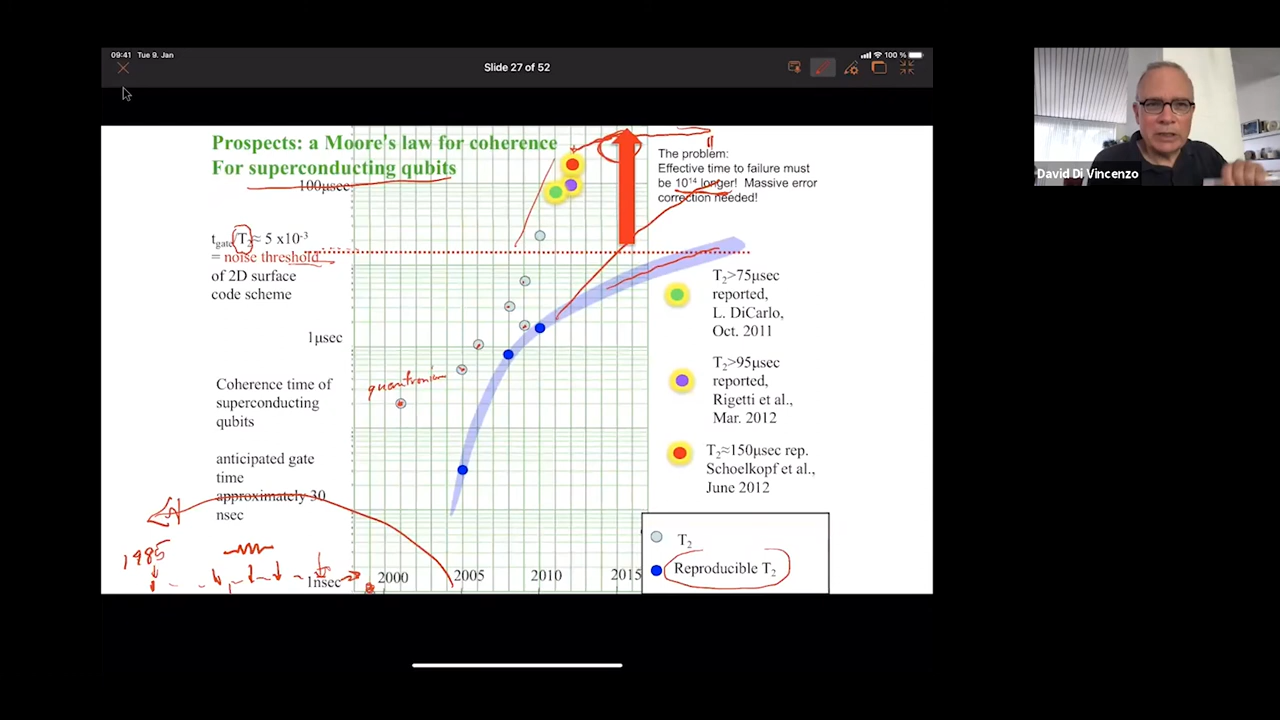 09:41 Tue 9. Jan
100 %
Slide 27 of 52
Prospects: a Moore's law for coherence
For superconducting qubits
100μsec
tgate/T2≈ 5 x10-3
= noise threshold
of 2D surface
code scheme
1μsec
Coherence time of
superconducting
qubits
anticipated gate
time
approximately 30
nsec
1nsec
quantronium
1985
2000 2005 2010 2015
The problem:
Effective time to failure must
be 10¹⁴ longer! Massive error
correction needed!
T2>75μsec
reported,
L. DiCarlo,
Oct. 2011
T2>95μsec
reported,
Rigetti et al.,
Mar. 2012
T2≈150μsec rep.
Schoelkopf et al.,
June 2012
T2
Reproducible T2
David Di Vincenzo